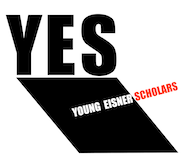 YES
YOUNG EISNER SCHOLARS